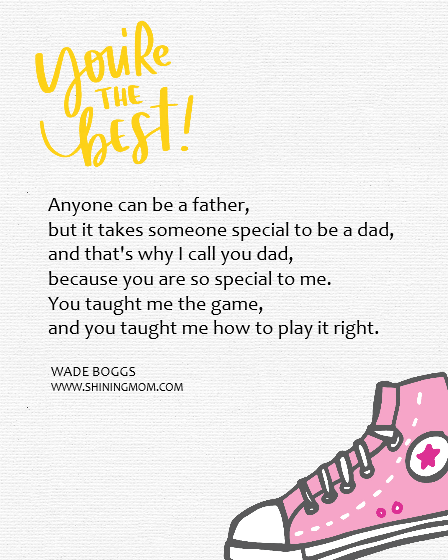 You're
THE
BEST!
Anyone can be a father,
but it takes someone special to be a dad,
and that's why I call you dad,
because you are so special to me.
You taught me the game,
and you taught me how to play it right.
WADE BOGGS
WWW.SHININGMOM.COM